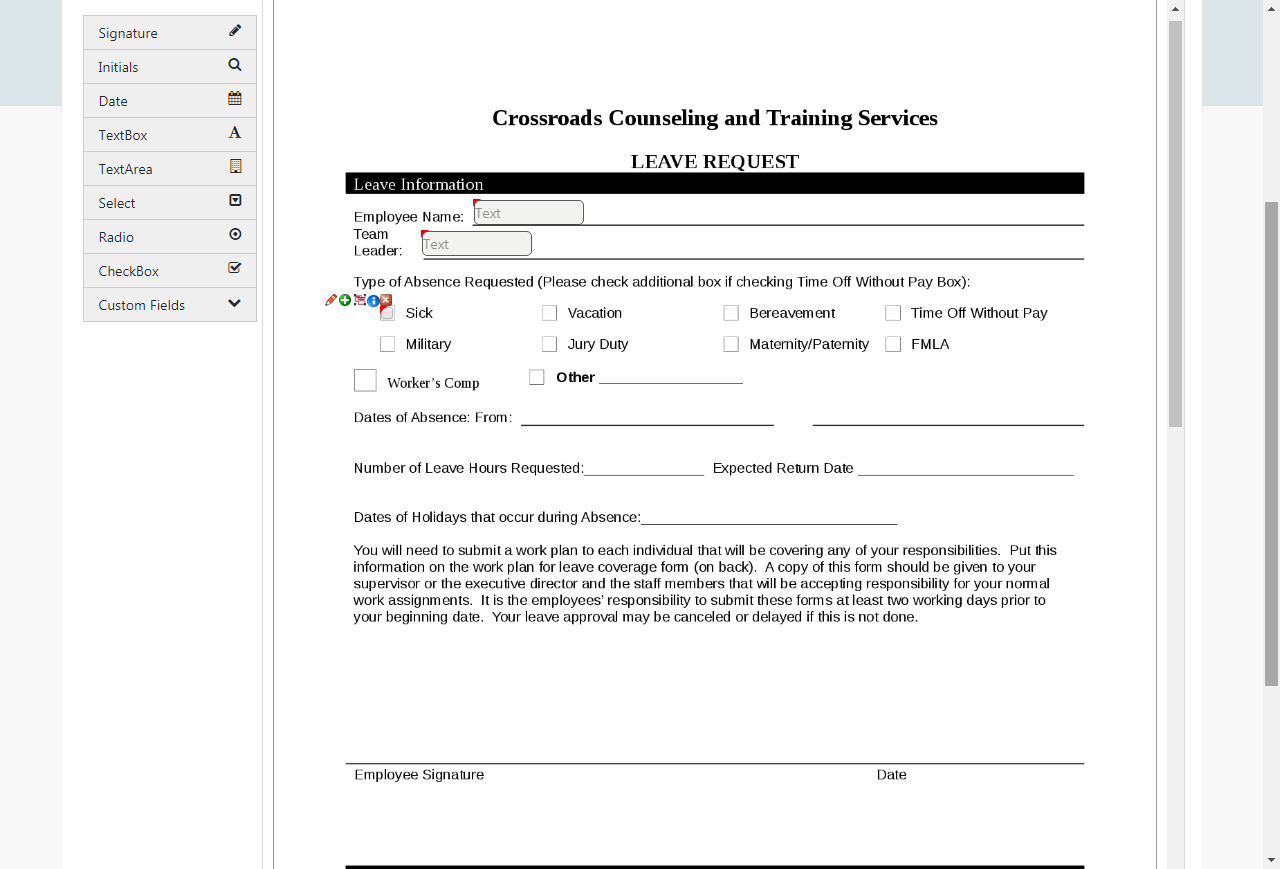 Signature
Initials
Date
TextBox
TextArea
Select
Radio
CheckBox
Custom Fields
Crossroads Counseling and Training Services
LEAVE REQUEST
Leave Information
Employee Name: Text
Team
Leader: Text
Type of Absence Requested (Please check additional box if checking Time Off Without Pay Box):
Sick Vacation Bereavement Time Off Without Pay
Military Jury Duty Maternity/Paternity FMLA
Worker’s Comp Other
Dates of Absence: From:
Number of Leave Hours Requested: Expected Return Date
Dates of Holidays that occur during Absence:
You will need to submit a work plan to each individual that will be covering any of your responsibilities. Put this
information on the work plan for leave coverage form (on back). A copy of this form should be given to your
supervisor or the executive director and the staff members that will be accepting responsibility for your normal
work assignments. It is the employees’ responsibility to submit these forms at least two working days prior to
your beginning date. Your leave approval may be canceled or delayed if this is not done.
Employee Signature Date